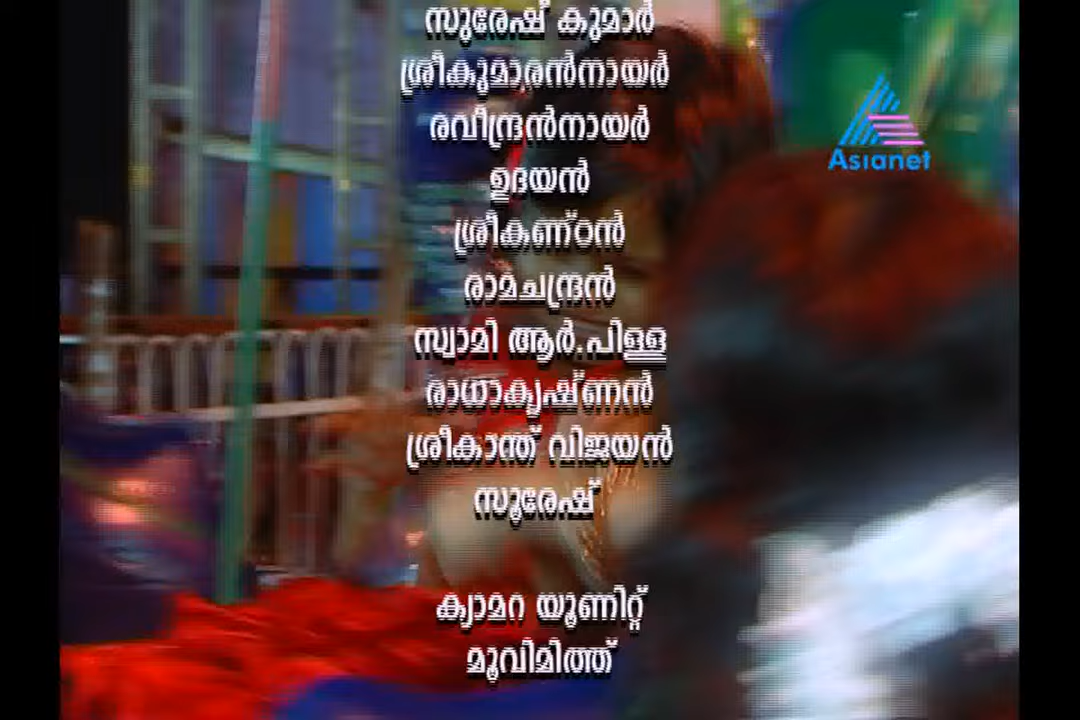 സുരേഷ് കുമാർ
ശ്രീകുമാരൻനായർ
രവീന്ദ്രൻനായർ
ഉദയൻ
ശ്രീകണ്ഠൻ
രാമചന്ദ്രൻ
സ്വാമി ആർ.പിള്ള
രാധാകൃഷ്ണൻ
ശ്രീകാന്ത് വിജയൻ
സുരേഷ്
ക്യാമറ യൂണിറ്റ്
മൂവിമിത്ത്
Asianet